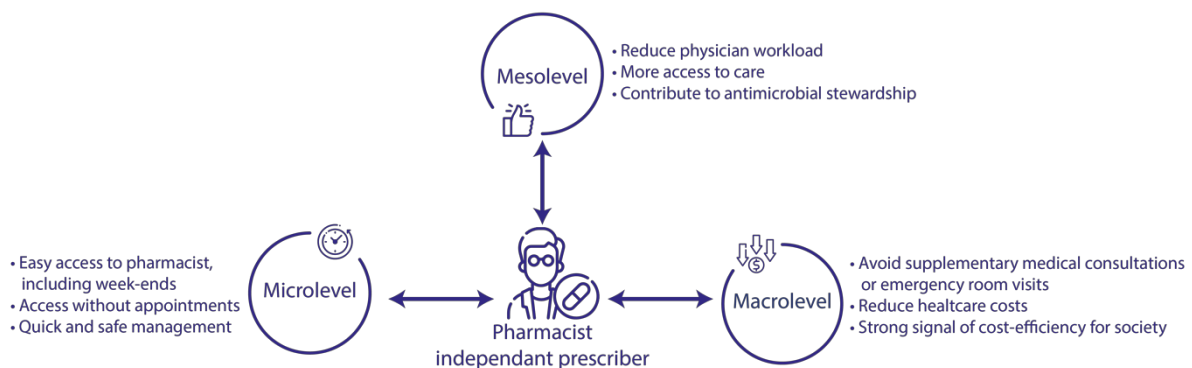 Mesolevel
• Reduce physician workload
• More access to care
• Contribute to antimicrobial stewardship
• Easy access to pharmacist,
including week-ends
• Access without appointments
• Quick and safe management
Microlevel
Pharmacist
independant prescriber
$
Macrolevel
• Avoid supplementary medical consultations
or emergency room visits
• Reduce healtcare costs
• Strong signal of cost-efficiency for society